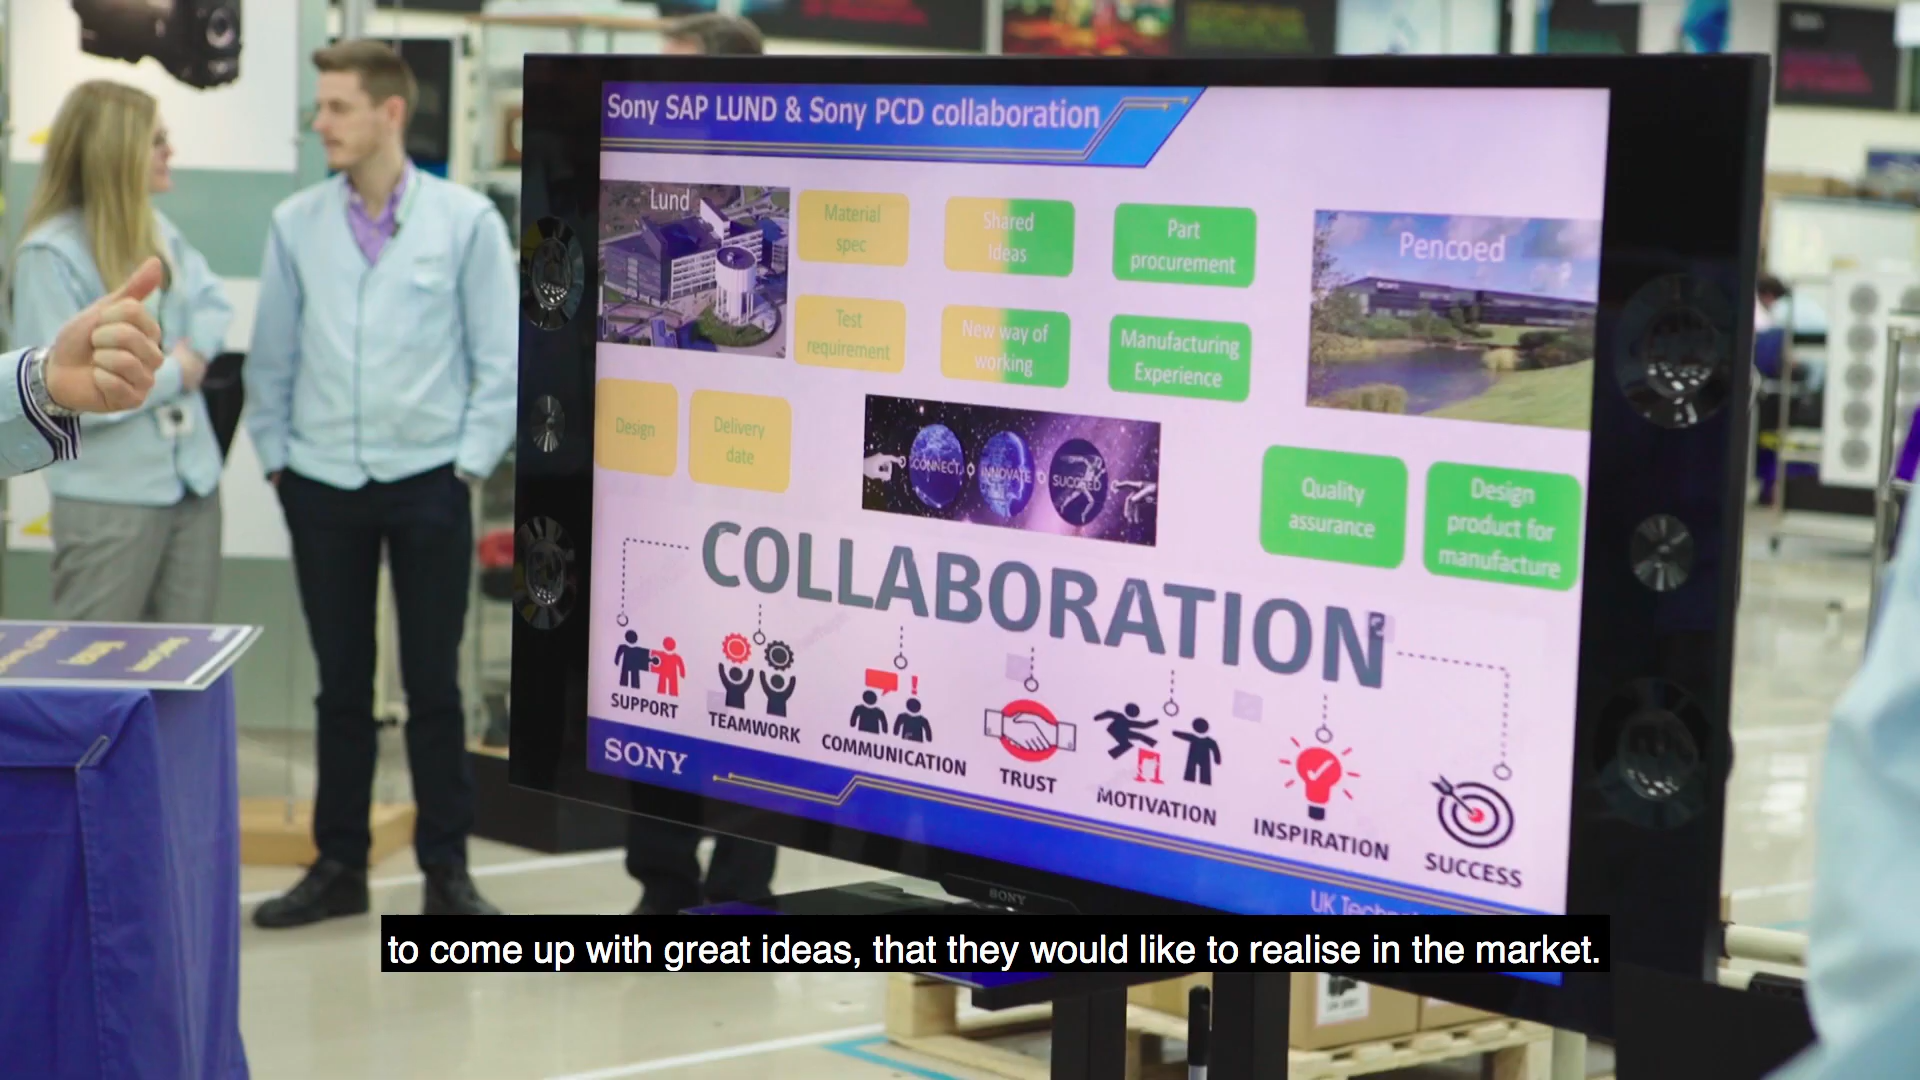 Sony SAP LUND & Sony PCD collaboration
Lund
Material
spec
Shared
Ideas
Part
procurement
Pencoed
Test
requirement
New way of
working
Manufacturing
Experience
Design
Delivery
date
CONNECT
INNOVATE
SUCCEED
Quality
assurance
Design
product for
manufacture
COLLABORATION
SUPPORT
TEAMWORK
COMMUNICATION
TRUST
MOTIVATION
INSPIRATION
SUCCESS
SONY
UK
SONY
to come up with great ideas, that they would like to realise in the market.